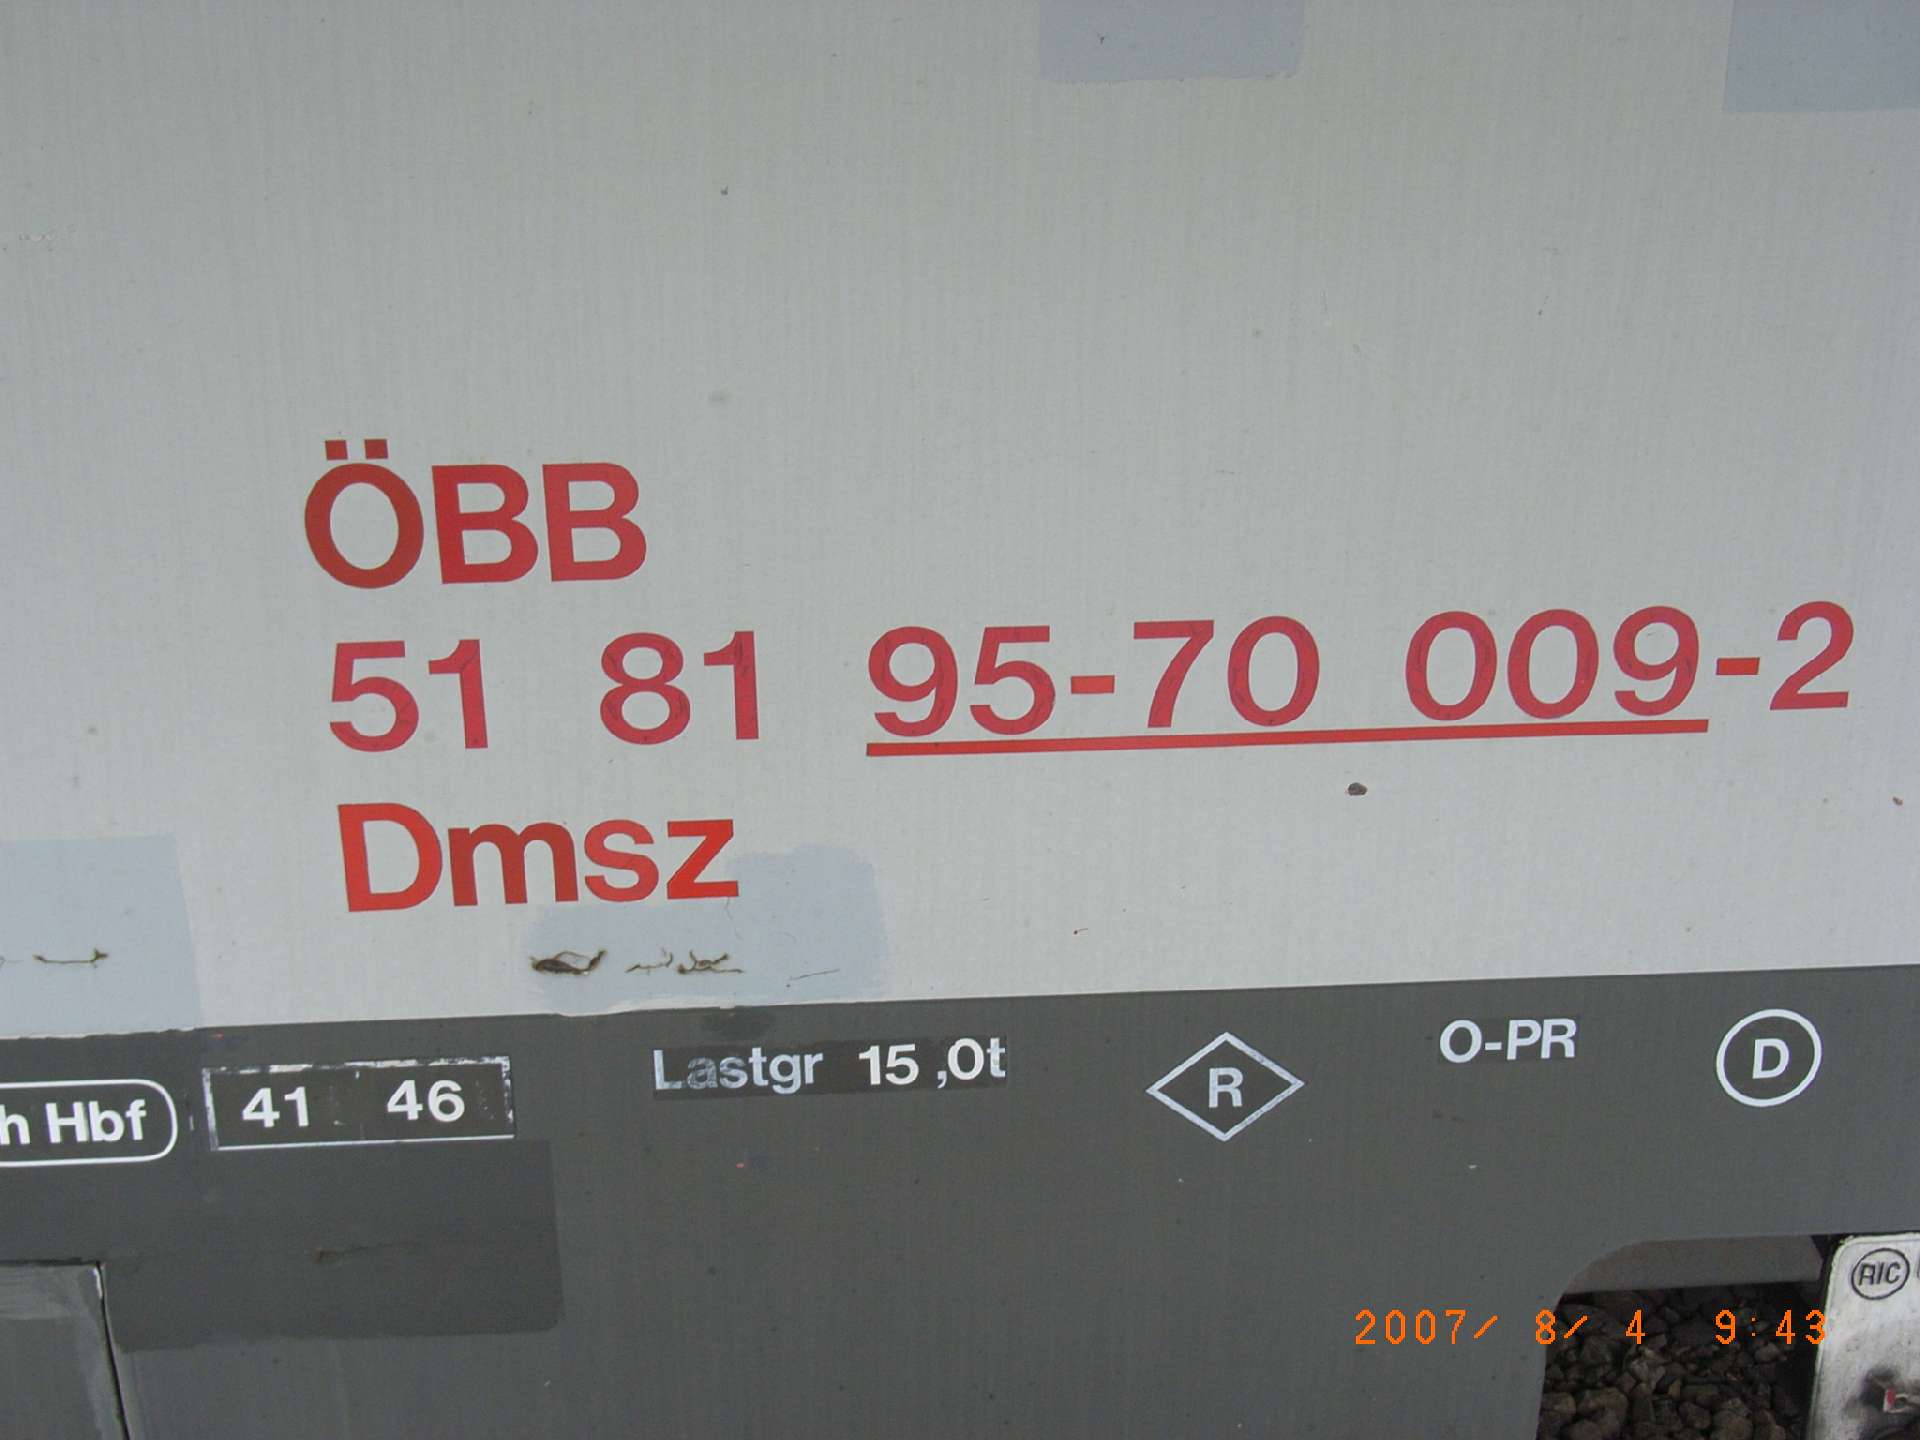 ÖBB
51 81 95-70 009-2
Dmsz
h Hbf
41 46
Lastgr 15,0t
R
O-PR
D
RIC
2007/ 8/ 4 9:43